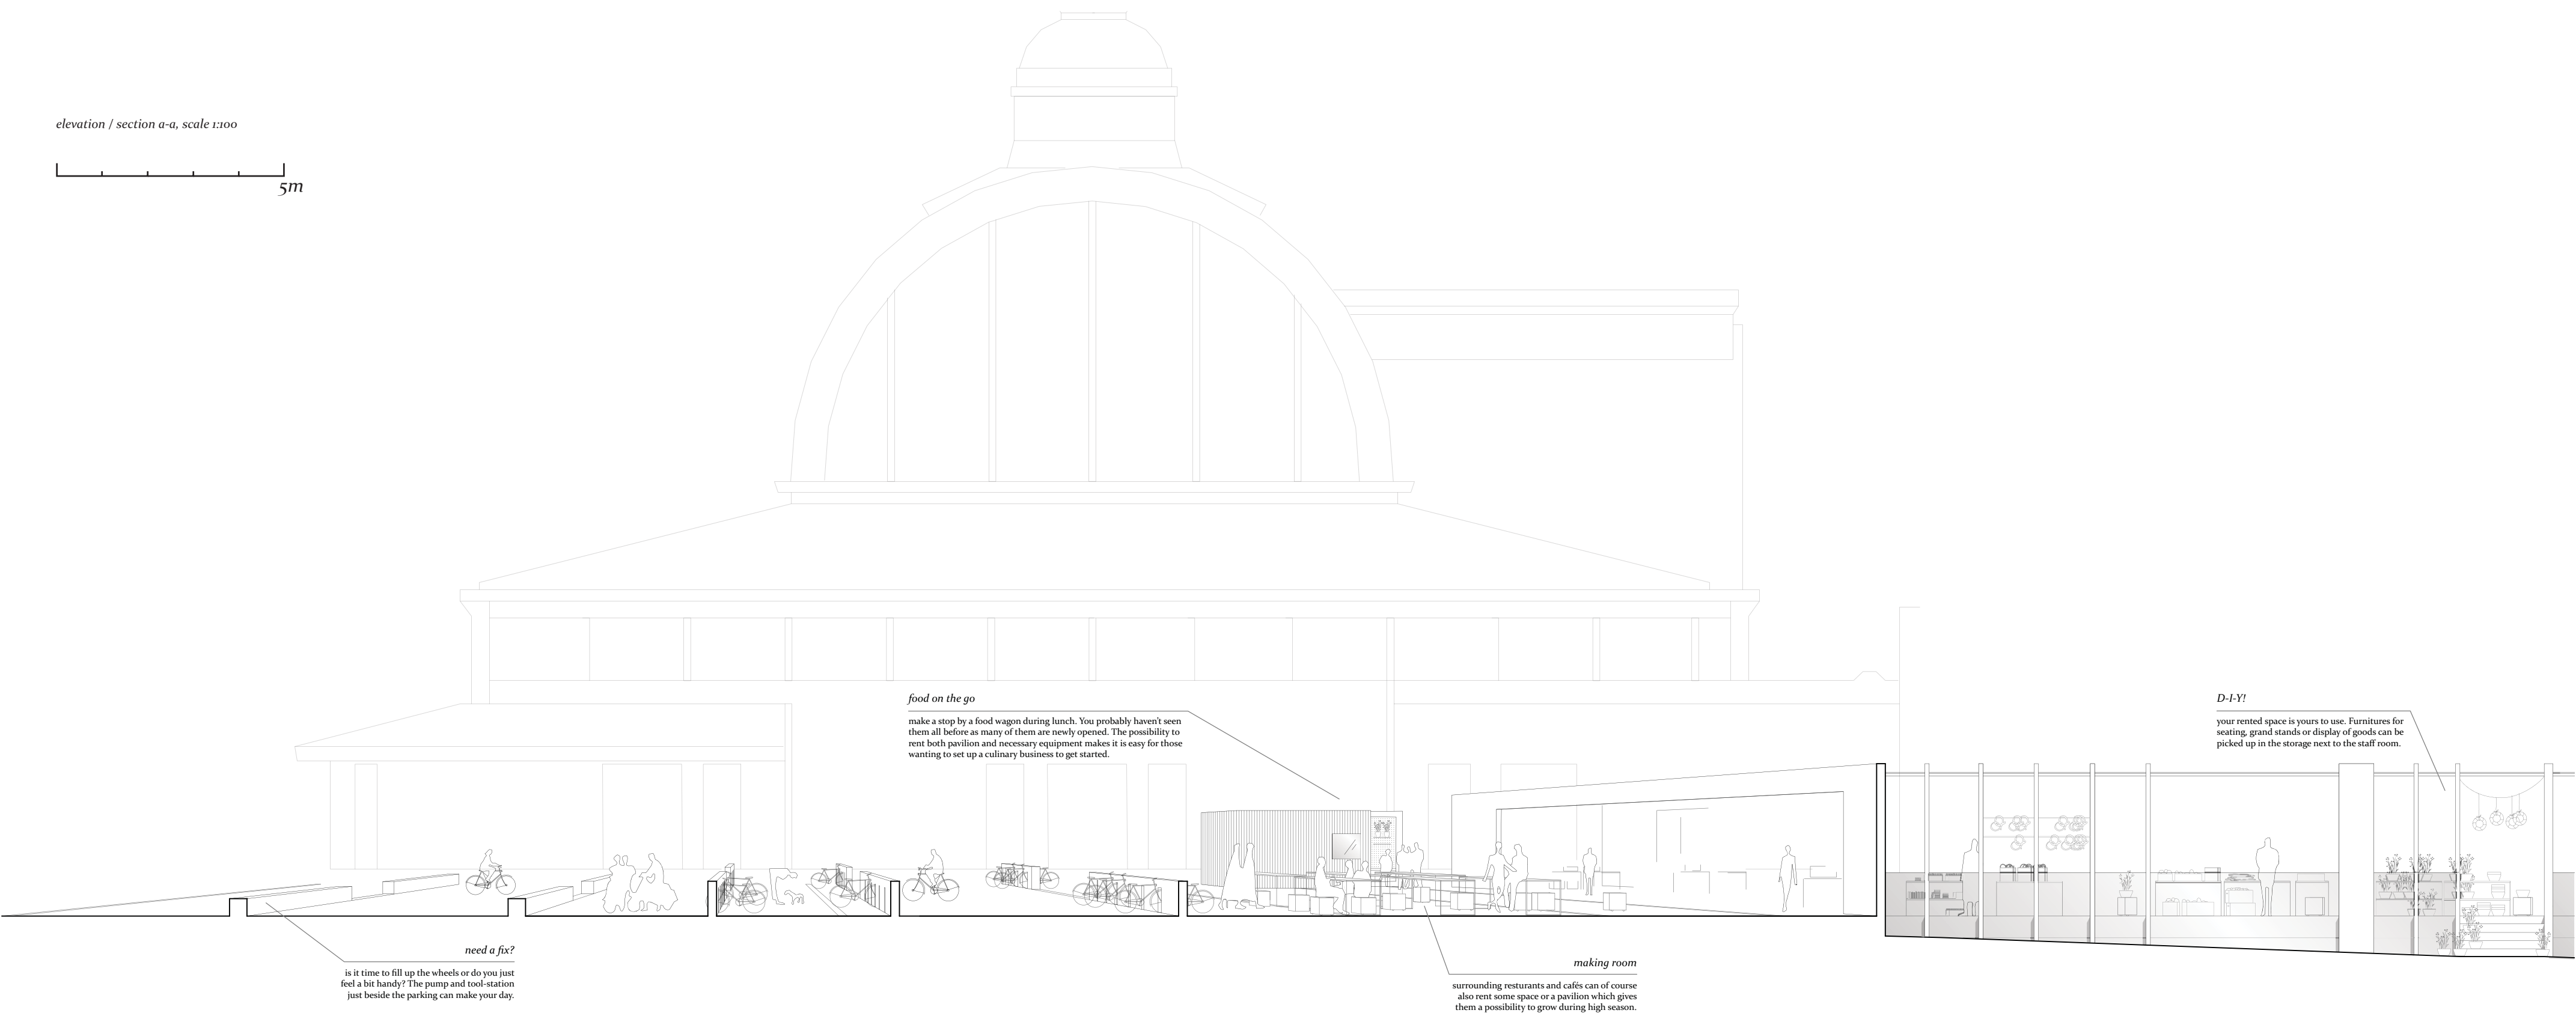 elevation / section a-a, scale 1:100
5m
food on the go
make a stop by a food wagon during lunch. You probably haven't seen
them all before as many of them are newly opened. The possibility to
rent both pavilion and necessary equipment makes it is easy for those
wanting to set up a culinary business to get started.
D-I-Y!
your rented space is yours to use. Furnitures for
seating, grand stands or display of goods can be
picked up in the storage next to the staff room.
need a fix?
is it time to fill up the wheels or do you just
feel a bit handy? The pump and tool-station
just beside the parking can make your day.
making room
surrounding resturants and cafés can of course
also rent some space or a pavilion which gives
them a possibility to grow during high season.